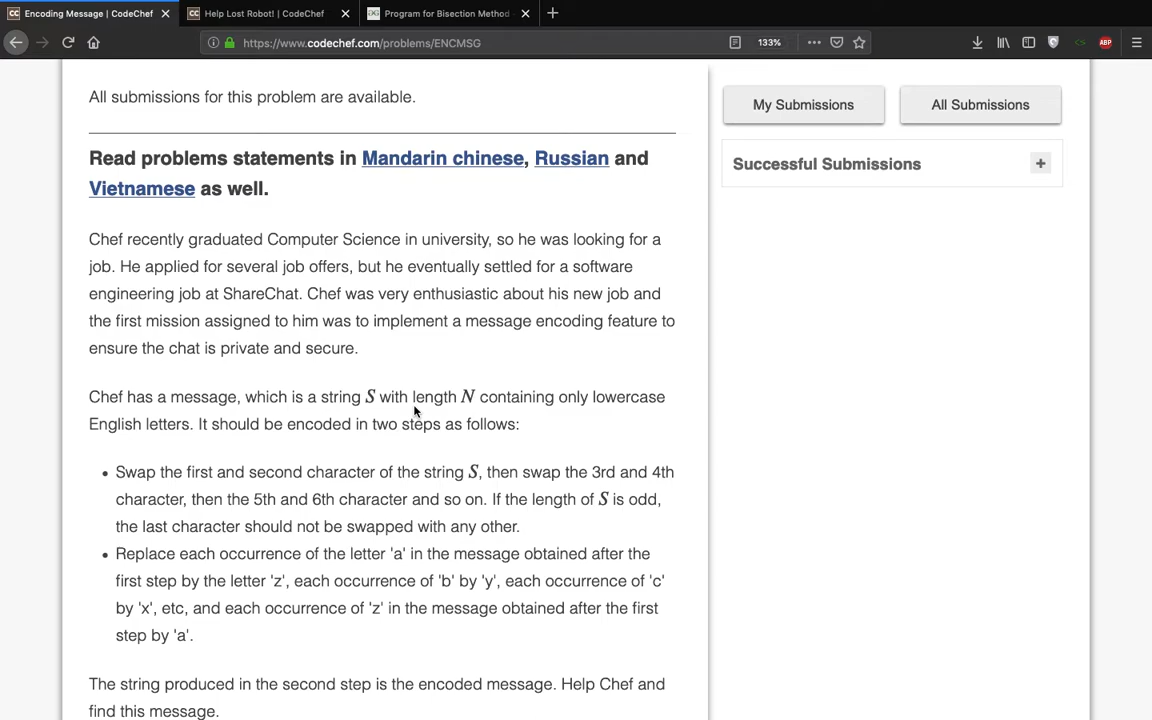 Encoding Message | CodeChef
Help Lost Robot! | CodeChef
Program for Bisection Method
https://www.codechef.com/problems/ENCMSG
133%
CS
ABP
All submissions for this problem are available.
My Submissions
All Submissions
Successful Submissions
Read problems statements in Mandarin chinese, Russian and
Vietnamese as well.
Chef recently graduated Computer Science in university, so he was looking for a
job. He applied for several job offers, but he eventually settled for a software
engineering job at ShareChat. Chef was very enthusiastic about his new job and
the first mission assigned to him was to implement a message encoding feature to
ensure the chat is private and secure.
Chef has a message, which is a string S with length N containing only lowercase
English letters. It should be encoded in two steps as follows:
Swap the first and second character of the string S, then swap the 3rd and 4th
character, then the 5th and 6th character and so on. If the length of S is odd,
the last character should not be swapped with any other.
Replace each occurrence of the letter 'a' in the message obtained after the
first step by the letter 'z', each occurrence of 'b' by 'y', each occurrence of 'c'
by 'x', etc, and each occurrence of 'z' in the message obtained after the first
step by 'a'.
The string produced in the second step is the encoded message. Help Chef and
find this message.